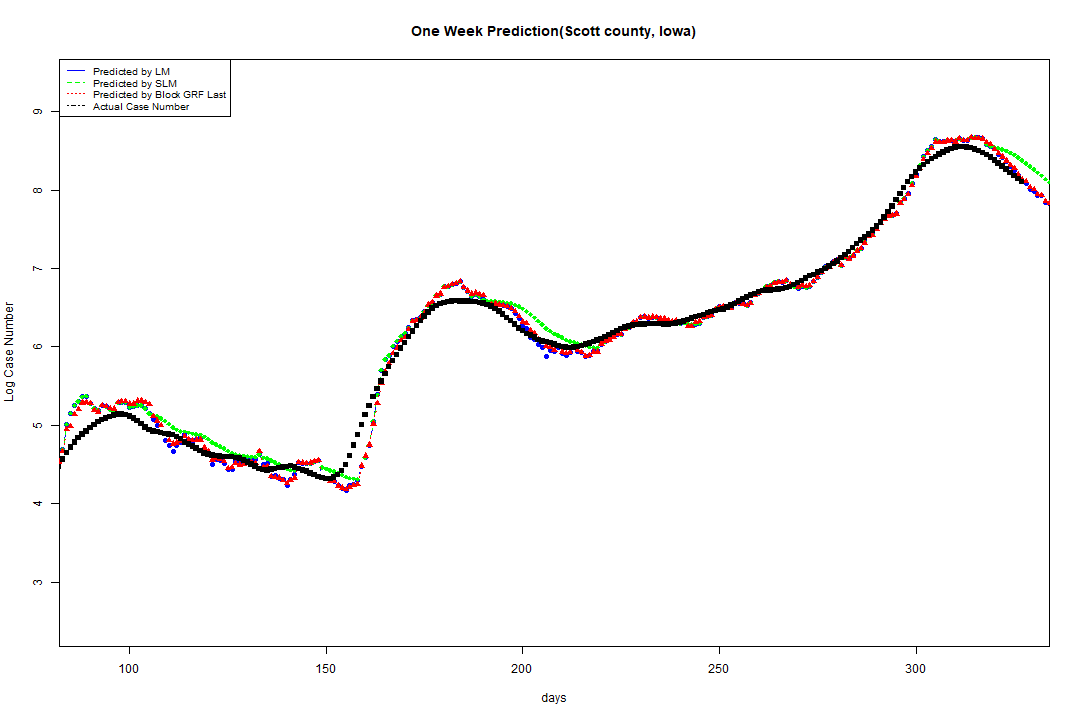 One Week Prediction(Scott county, Iowa)
Predicted by LM
Predicted by SLM
Predicted by Block GRF Last
Actual Case Number
9
8
7
6
5
4
3
Log Case Number
100 150 200 250 300
days